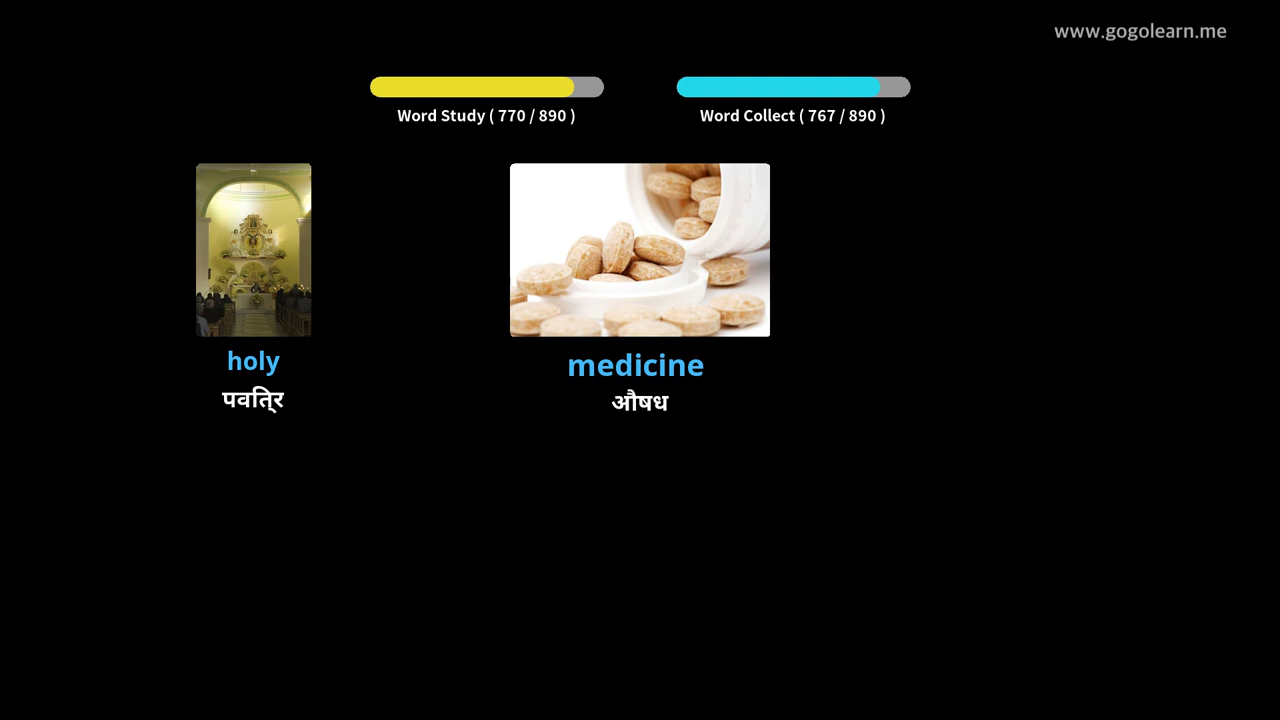 www.gogolearn.me
Word Study ( 770 / 890 )
Word Collect ( 767 / 890 )
holy
पवित्र
medicine
औषध